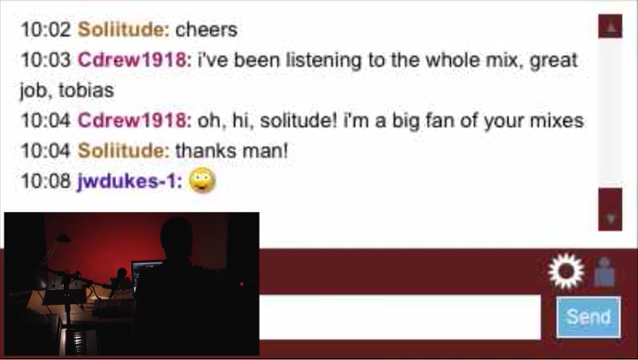 10:02 Soliitude: cheers
10:03 Cdrew1918: i've been listening to the whole mix, great
job, tobias
10:04 Cdrew1918: oh, hi, solitude! i'm a big fan of your mixes
10:04 Soliitude: thanks man!
10:08 jwdukes-1:
Send